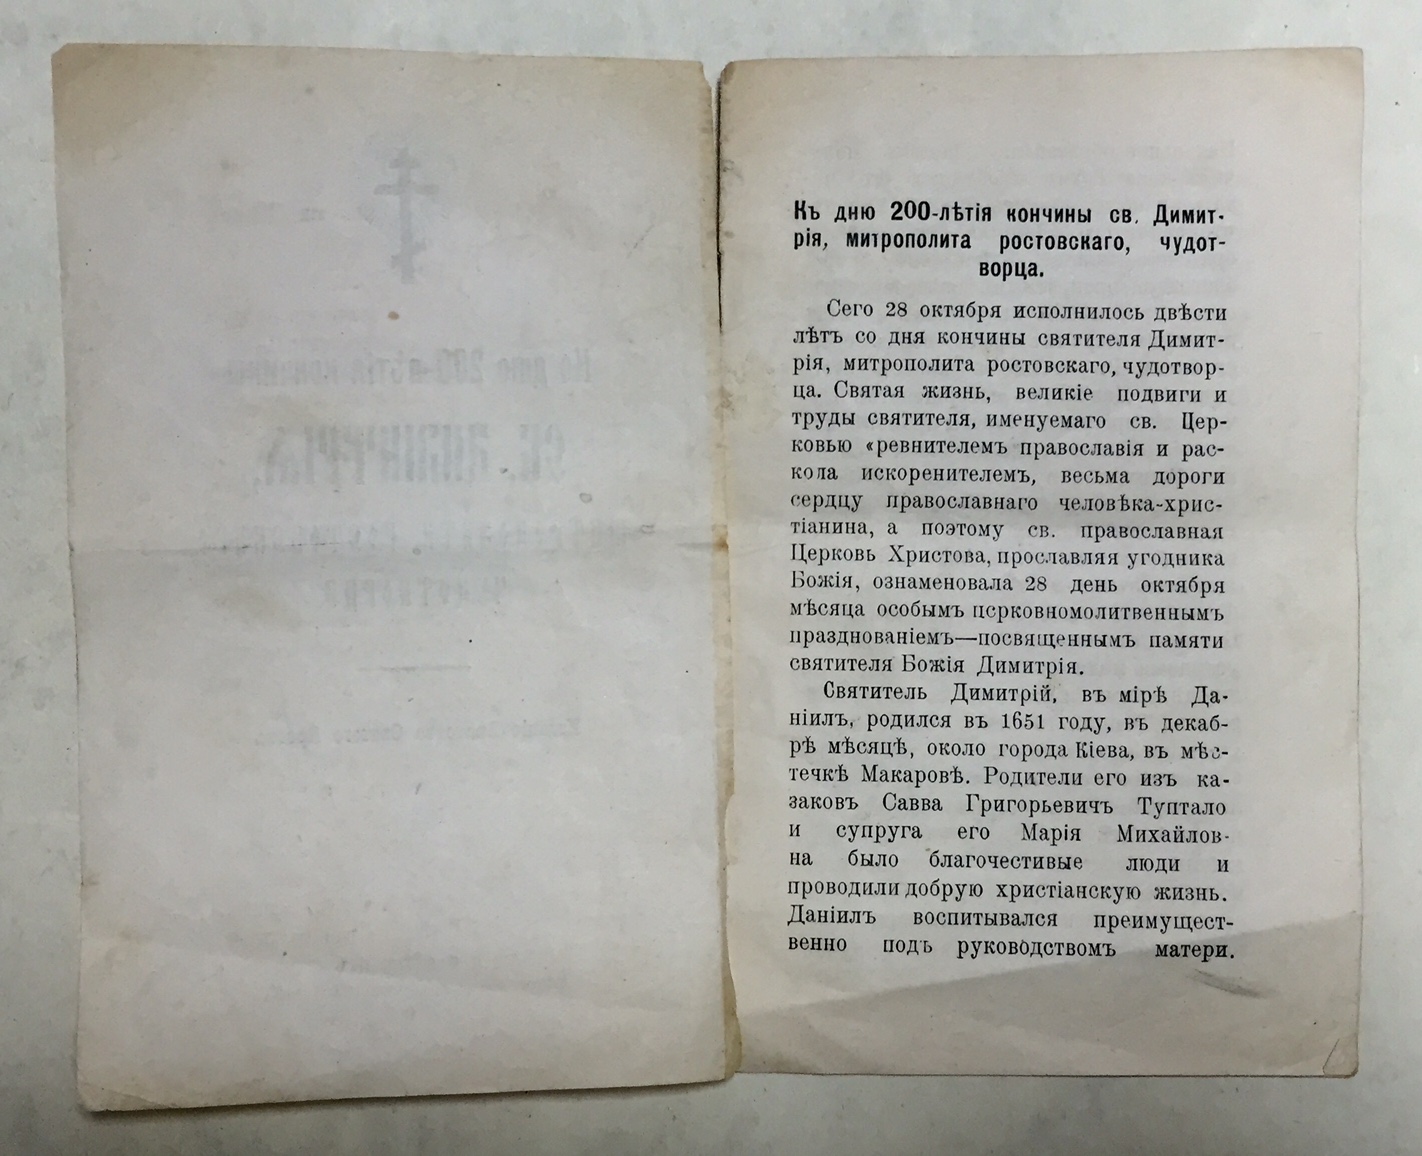 Къ дню 200-лѣтія кончины св. Димит-
рія, митрополита ростовскаго, чудот-
ворца.
Сего 28 октября исполнилось двѣсти
лѣтъ со дня кончины святителя Димит-
рія, митрополита ростовскаго, чудотвор-
ца. Святая жизнь, великіе подвиги и
труды святителя, именуемаго св. Цер-
ковью «ревнителемъ православія и рас-
кола искоренителемъ, весьма дороги
сердцу православнаго человѣка-хрис-
тіанина, а поэтому св. православная
Церковь Христова, прославляя угодника
Божія, ознаменовала 28 день октября
мѣсяца особымъ церковномолитвеннымъ
празднованіемъ—посвященнымъ памяти
святителя Божія Димитрія.
Святитель Димитрій, въ мірѣ Да-
ніилъ, родился въ 1651 году, въ декаб-
рѣ мѣсяцѣ, около города Кіева, въ мѣс-
течкѣ Макаровѣ. Родители его изъ ка-
заковъ Савва Григорьевичъ Туптало
и супруга его Марія Михайлов-
на было благочестивые люди и
проводили добрую христіанскую жизнь.
Даніилъ воспитывался преимущест-
венно подъ руководствомъ матери.